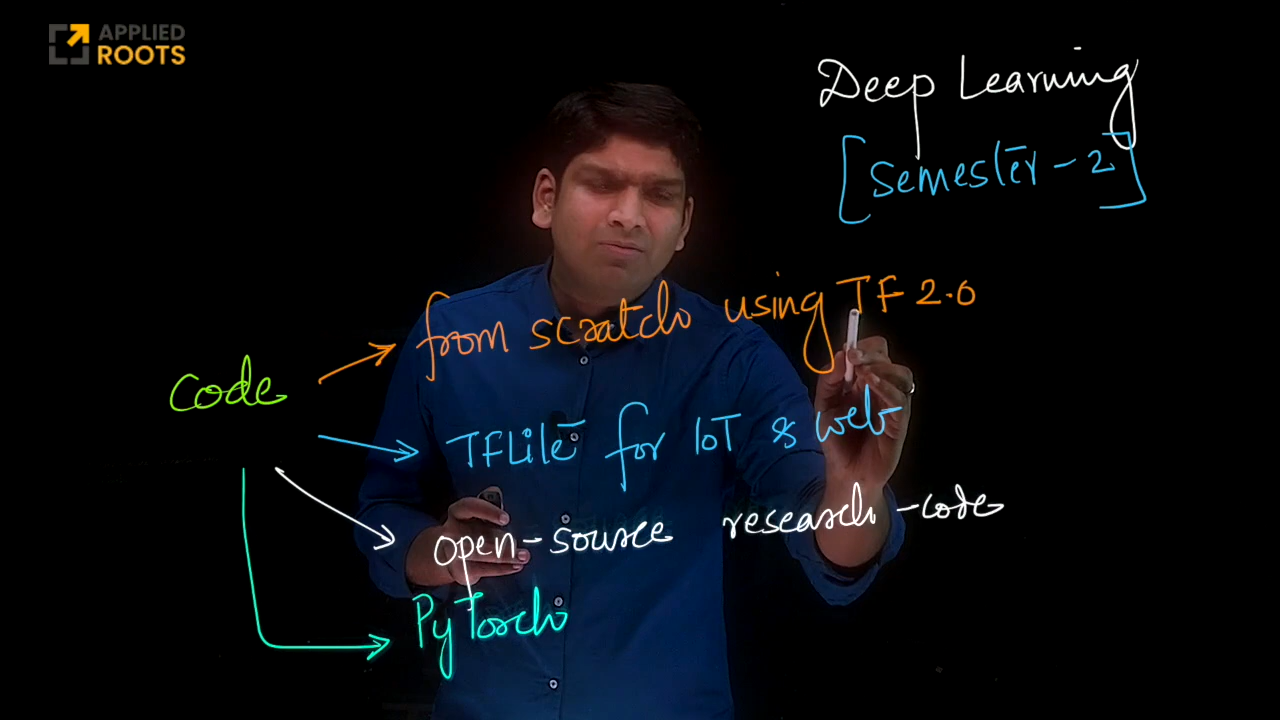 APPLIED
ROOTS
Deep Learning
[semester-2]
code
from scratch using TF 2.0
TFLite for IoT & web
open-source research-code
PyTorch